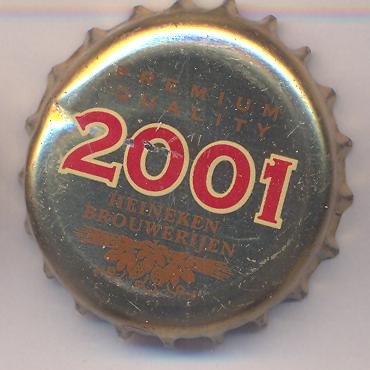 PREMIUM
QUALITY
2001
HEINEKEN
BROUWERIJEN